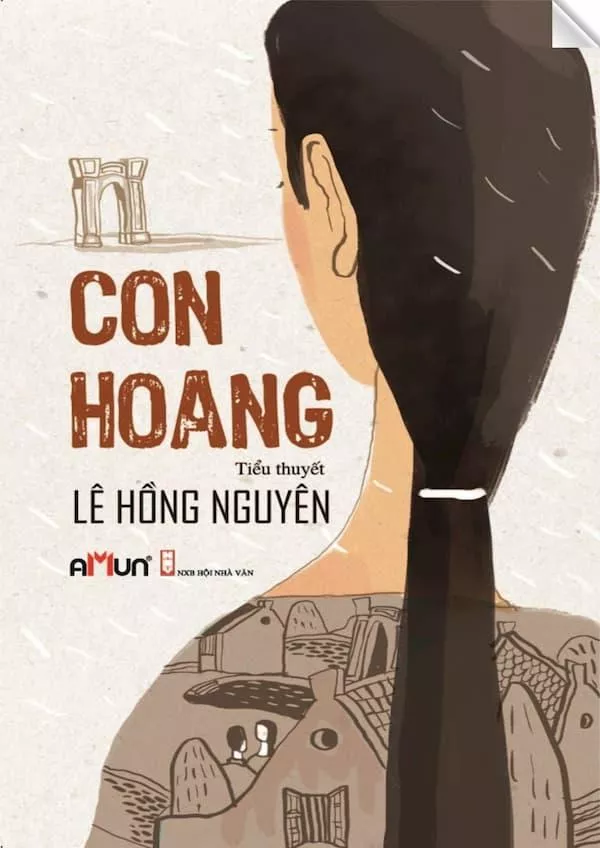 CON
HOANG
Tiểu thuyết
LÊ HỒNG NGUYÊN
AMUN® NXB HỘI NHÀ VĂN